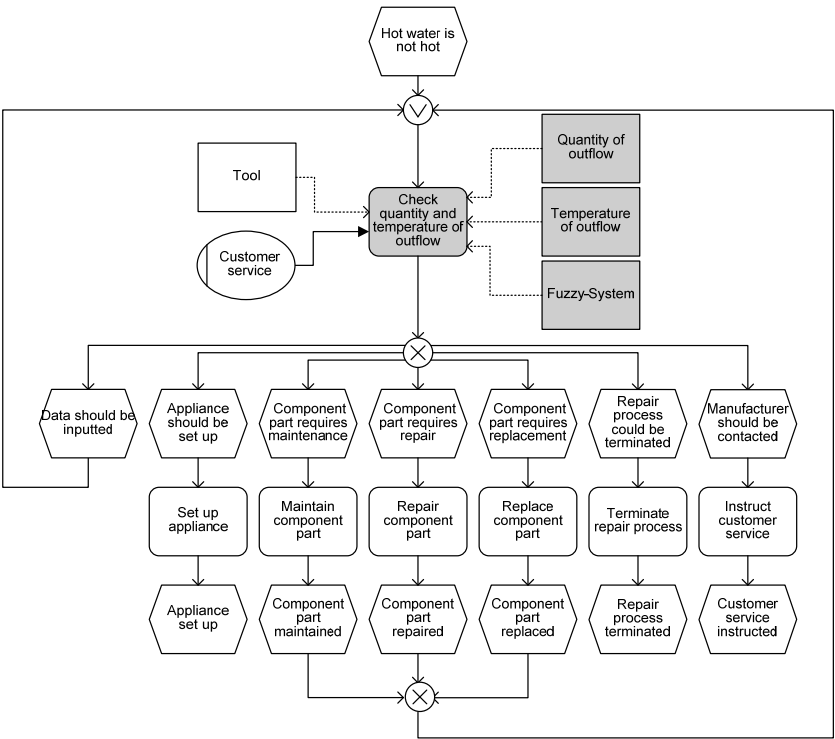 Hot water is
not hot
Quantity of
outflow
Tool
Check
quantity and
temperature of
outflow
Temperature
of outflow
Customer
service
Fuzzy-System
Data should be
inputted
Appliance
should be
set up
Component
part requires
maintenance
Component
part requires
repair
Component
part requires
replacement
Repair
process
could be
terminated
Manufacturer
should be
contacted
Set up
appliance
Maintain
component
part
Repair
component
part
Replace
component
part
Terminate
repair process
Instruct
customer
service
Appliance
set up
Component
part
maintained
Component
part
repaired
Component
part
replaced
Repair
process
terminated
Customer
service
instructed